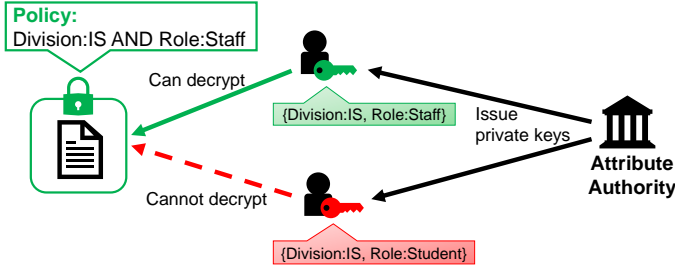 Policy:
Division:IS AND Role:Staff
Can decrypt
{Division:IS, Role:Staff}
Issue
private keys
Attribute
Authority
Cannot decrypt
{Division:IS, Role:Student}